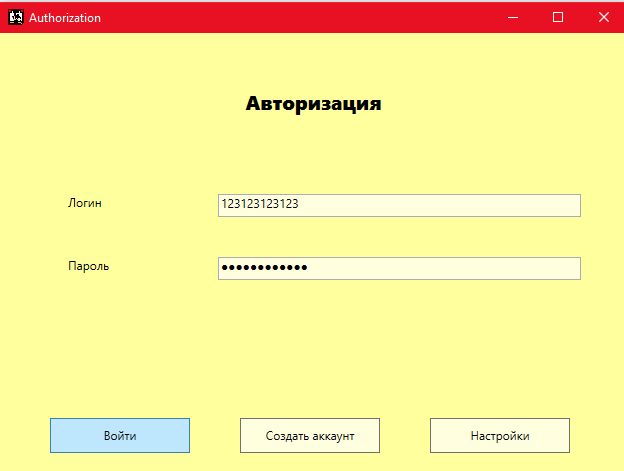 Authorization
Авторизация
Логин
123123123123
Пароль
●●●●●●●●●●●●
Войти
Создать аккаунт
Настройки